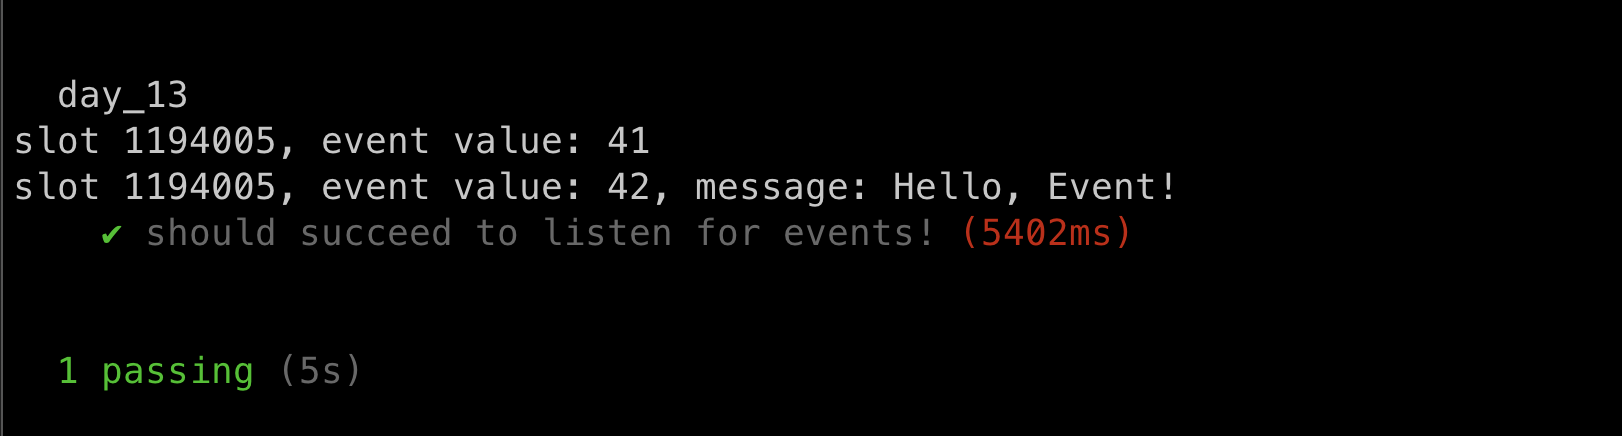 day_13
slot 1194005, event value: 41
slot 1194005, event value: 42, message: Hello, Event!
✔ should succeed to listen for events! (5402ms)
1 passing (5s)